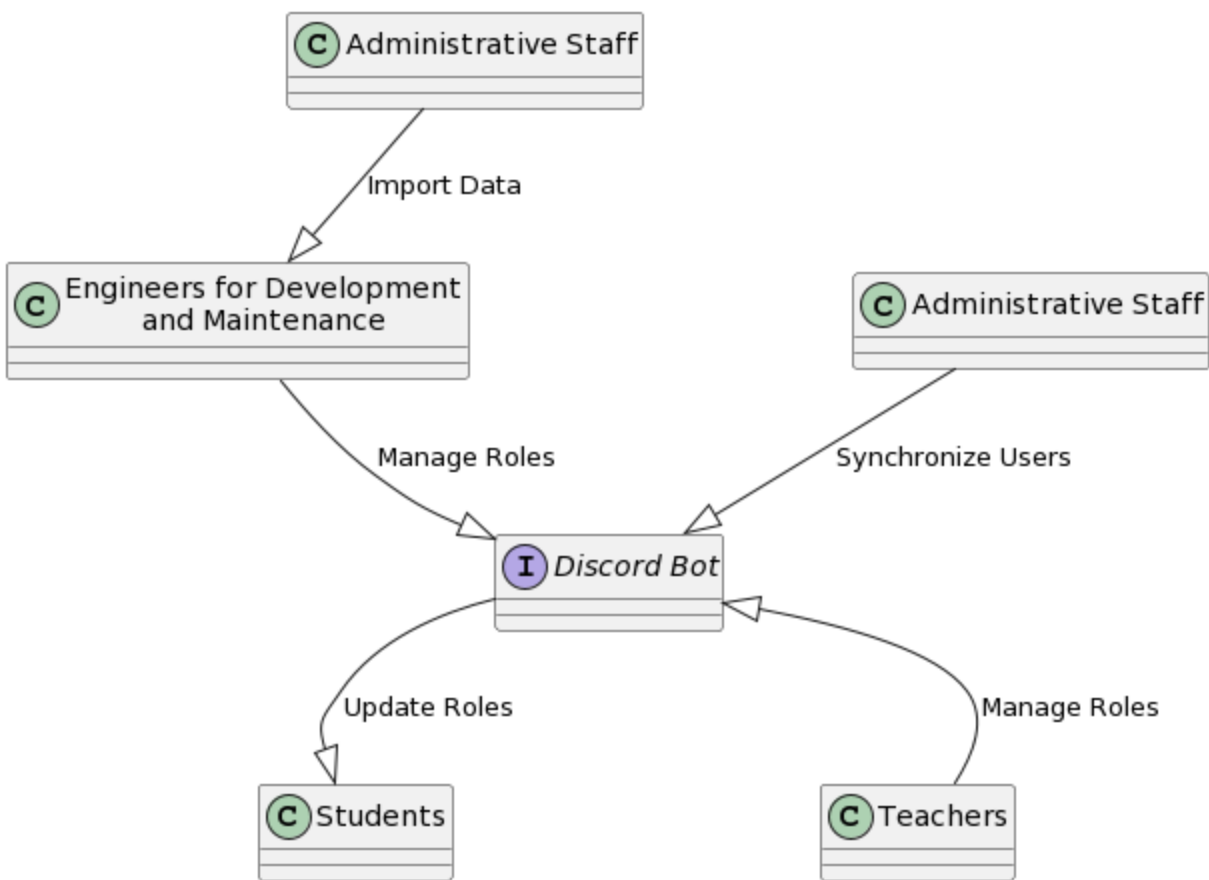 C Administrative Staff
Import Data
C Engineers for Development
and Maintenance
C Administrative Staff
Manage Roles
Synchronize Users
I Discord Bot
Update Roles
Manage Roles
C Students
C Teachers